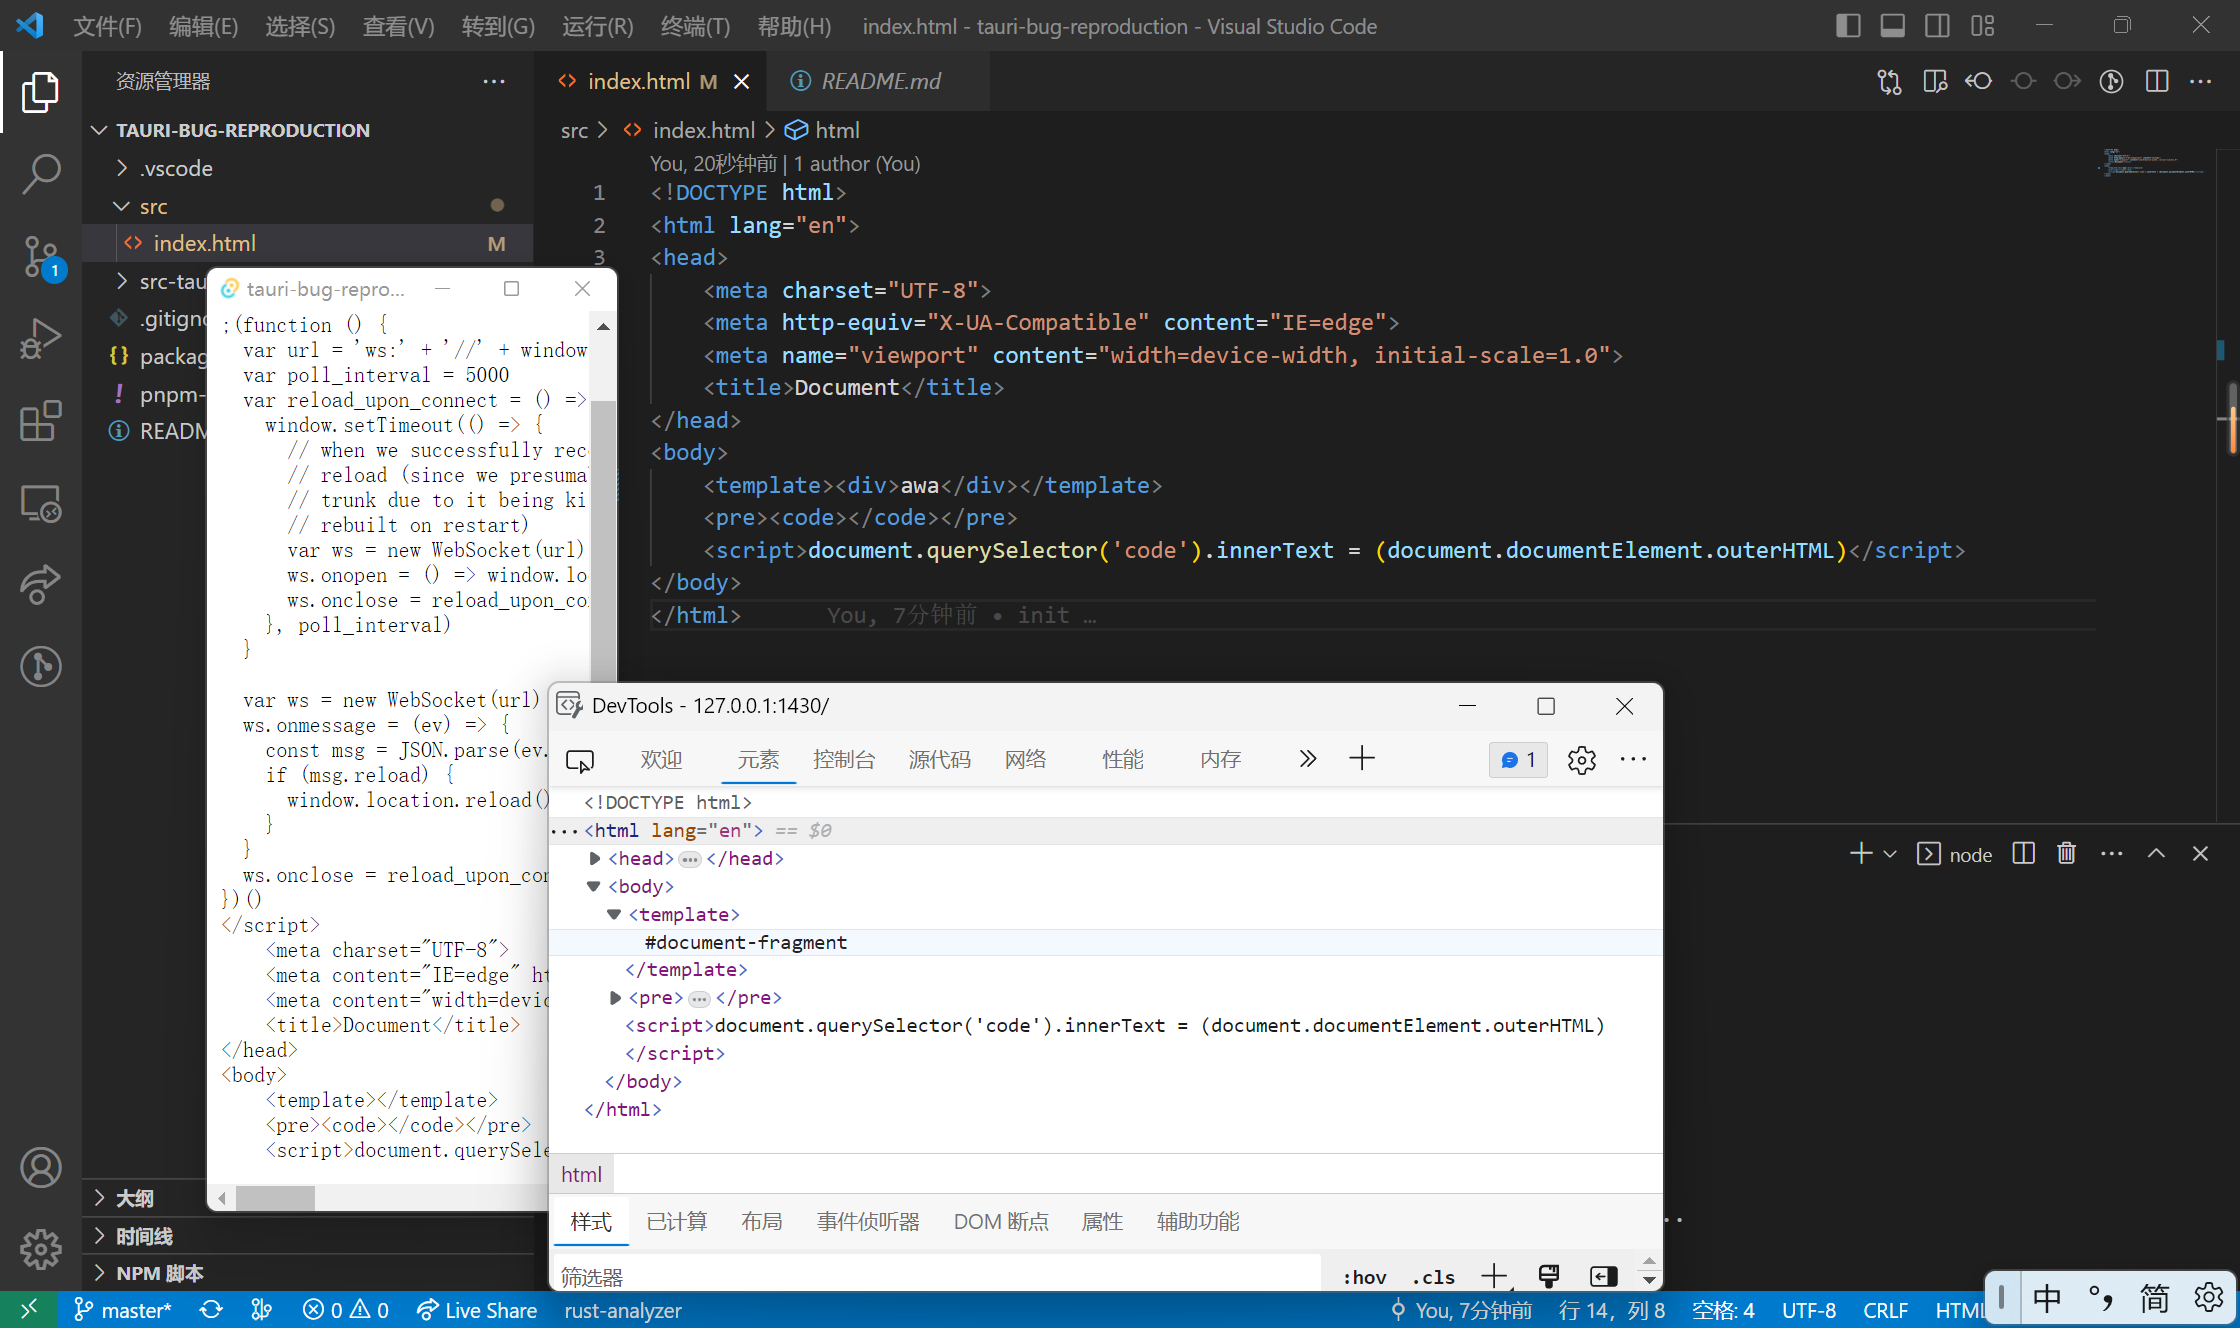 文件(F) 编辑(E) 选择(S) 查看(V) 转到(G) 运行(R) 终端(T) 帮助(H) index.html - tauri-bug-reproduction - Visual Studio Code
资源管理器
index.html M
README.md
TAURI-BUG-REPRODUCTION
.vscode
src
index.html M
src-tau
.gitigno
packag
pnpm-
READM
大纲
时间线
NPM 脚本
src > index.html > html
You, 20秒钟前 | 1 author (You)
1 <!DOCTYPE html>
2 <html lang="en">
3 <head>
<meta charset="UTF-8">
<meta http-equiv="X-UA-Compatible" content="IE=edge">
<meta name="viewport" content="width=device-width, initial-scale=1.0">
<title>Document</title>
</head>
<body>
<template><div>awa</div></template>
<pre><code></code></pre>
<script>document.querySelector('code').innerText = (document.documentElement.outerHTML)</script>
</body>
</html> You, 7分钟前 • init …
tauri-bug-repro...
;(function () {
var url = 'ws:' + '//' + window
var poll_interval = 5000
var reload_upon_connect = () =>
window.setTimeout(() => {
// when we successfully rec
// reload (since we presuma
// trunk due to it being ki
// rebuilt on restart)
var ws = new WebSocket(url)
ws.onopen = () => window.lo
ws.onclose = reload_upon_co
}, poll_interval)
}
var ws = new WebSocket(url)
ws.onmessage = (ev) => {
const msg = JSON.parse(ev.
if (msg.reload) {
window.location.reload()
}
}
ws.onclose = reload_upon_con
})()
</script>
<meta charset="UTF-8">
<meta content="IE=edge" ht
<meta content="width=devic
<title>Document</title>
</head>
<body>
<template></template>
<pre><code></code></pre>
<script>document.querySele
DevTools - 127.0.0.1:1430/
欢迎 元素 控制台 源代码 网络 性能 内存 1
<!DOCTYPE html>
<html lang="en"> == $0
<head> ••• </head>
<body>
<template>
#document-fragment
</template>
<pre> ••• </pre>
<script>document.querySelector('code').innerText = (document.documentElement.outerHTML)
</script>
</body>
</html>
html
样式 已计算 布局 事件侦听器 DOM 断点 属性 辅助功能
筛选器 :hov .cls
node
1
master* 0 0 Live Share rust-analyzer You, 7分钟前 行 14，列 8 空格: 4 UTF-8 CRLF HTML
中 °, 简